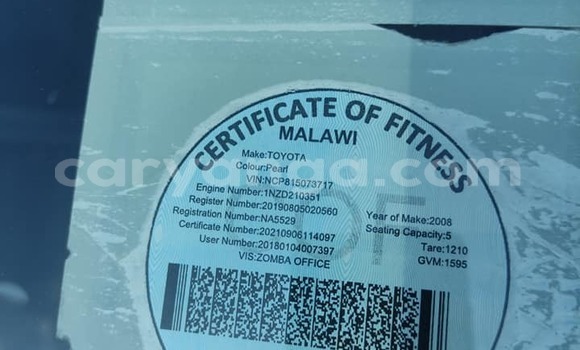 CERTIFICATE OF FITNESS
MALAWI
Make:TOYOTA
Colour:Pearl
VIN:NCP815073717
Engine Number:1NZD210351
Register Number:20190805020560
Registration Number:NA5529
Certificate Number:20210906114097
User Number:20180104007397
VIS:ZOMBA OFFICE
Year of Make:2008
Seating Capacity:5
Tare:1210
GVM:1595
COF